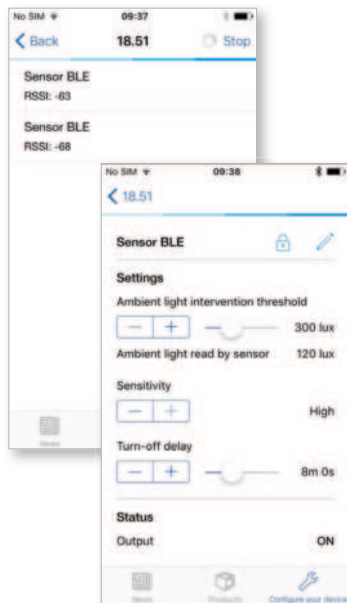 No SIM 09:37
Back 18.51 Stop
Sensor BLE
RSSI: -63
Sensor BLE
RSSI: -68
News
No SIM 09:38
18.51
Sensor BLE
Settings
Ambient light intervention threshold
− + 300 lux
Ambient light read by sensor 120 lux
Sensitivity
− + High
Turn-off delay
− + 8m 0s
Status
Output ON
News Products Configure your device